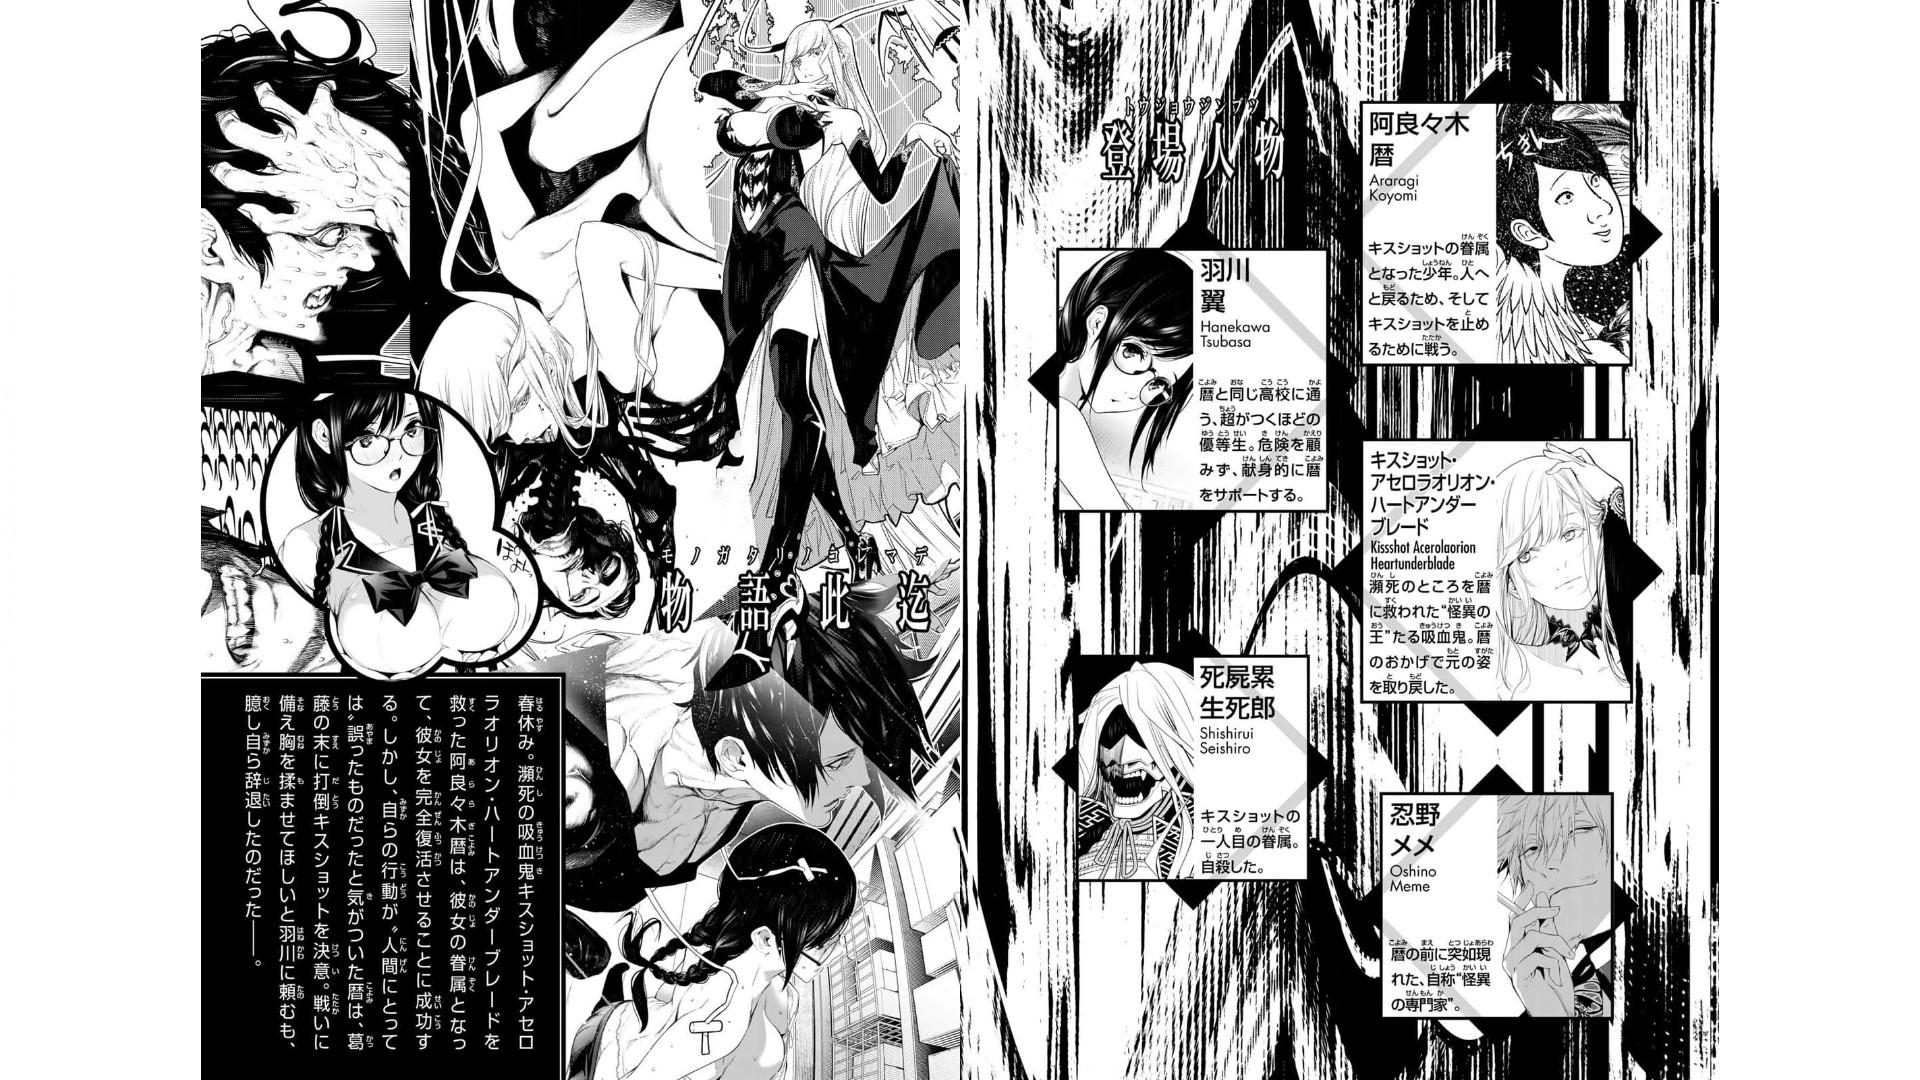 トウジョウジンブツ
登場人物
阿良々木
暦
Araragi
Koyomi
キスショットの眷属
となった少年。人へ
と戻るため、そして
キスショットを止め
るために戦う。
羽川
翼
Hanekawa
Tsubasa
暦と同じ高校に通
う、超がつくほどの
優等生。危険を顧
みず、献身的に暦
をサポートする。
キスショット・
アセロラオリオン・
ハートアンダー
ブレード
Kissshot Acerolaorion
Heartunderblade
瀕死のところを暦
に救われた“怪異の
王”たる吸血鬼。暦
のおかげで元の姿
を取り戻した。
死屍累
生死郎
Shishirui
Seishiro
キスショットの
一人目の眷属。
自殺した。
忍野
メメ
Oshino
Meme
暦の前に突如現
れた、自称“怪異
の専門家”。
モノガタリノコレマデ
物語此迄
春休み。瀕死の吸血鬼キスショット・アセロ
ラオリオン・ハートアンダーブレードを
救った阿良々木暦は、彼女の眷属となっ
て、彼女を完全復活させることに成功す
る。しかし、自らの行動が〝人間にとって
は〟誤ったものだったと気がついた暦は、葛
藤の末に打倒キスショットを決意。戦いに
備え胸を揉ませてほしいと羽川に頼むも、
臆し自ら辞退したのだった――。